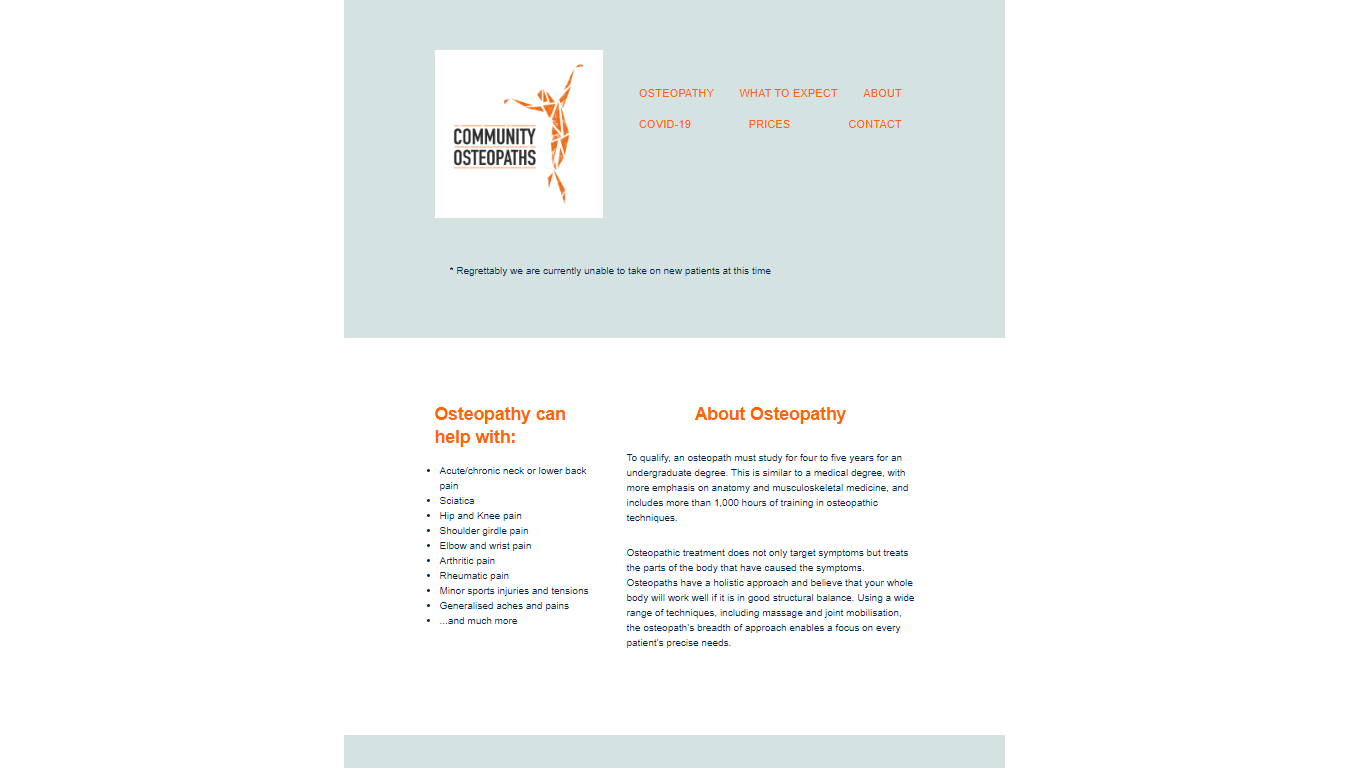 COMMUNITY
OSTEOPATHS
OSTEOPATHY WHAT TO EXPECT ABOUT
COVID-19 PRICES CONTACT
* Regrettably we are currently unable to take on new patients at this time
Osteopathy can
help with:
• Acute/chronic neck or lower back
pain
• Sciatica
• Hip and Knee pain
• Shoulder girdle pain
• Elbow and wrist pain
• Arthritic pain
• Rheumatic pain
• Minor sports injuries and tensions
• Generalised aches and pains
• ...and much more
About Osteopathy
To qualify, an osteopath must study for four to five years for an
undergraduate degree. This is similar to a medical degree, with
more emphasis on anatomy and musculoskeletal medicine, and
includes more than 1,000 hours of training in osteopathic
techniques.
Osteopathic treatment does not only target symptoms but treats
the parts of the body that have caused the symptoms.
Osteopaths have a holistic approach and believe that your whole
body will work well if it is in good structural balance. Using a wide
range of techniques, including massage and joint mobilisation,
the osteopath's breadth of approach enables a focus on every
patient's precise needs.